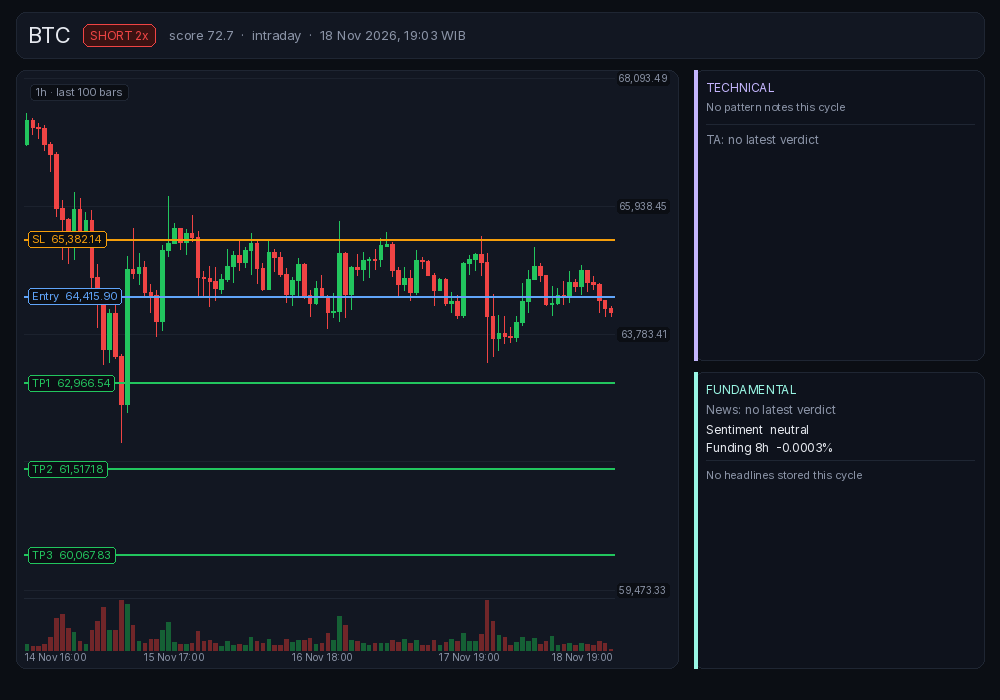 BTC SHORT 2x score 72.7 · intraday · 18 Nov 2026, 19:03 WIB
1h · last 100 bars
68,093.49
65,938.45
SL 65,382.14
Entry 64,415.90
63,783.41
TP1 62,966.54
TP2 61,517.18
TP3 60,067.83
59,473.33
14 Nov 16:00 15 Nov 17:00 16 Nov 18:00 17 Nov 19:00 18 Nov 19:00
TECHNICAL
No pattern notes this cycle
TA: no latest verdict
FUNDAMENTAL
News: no latest verdict
Sentiment neutral
Funding 8h -0.0003%
No headlines stored this cycle